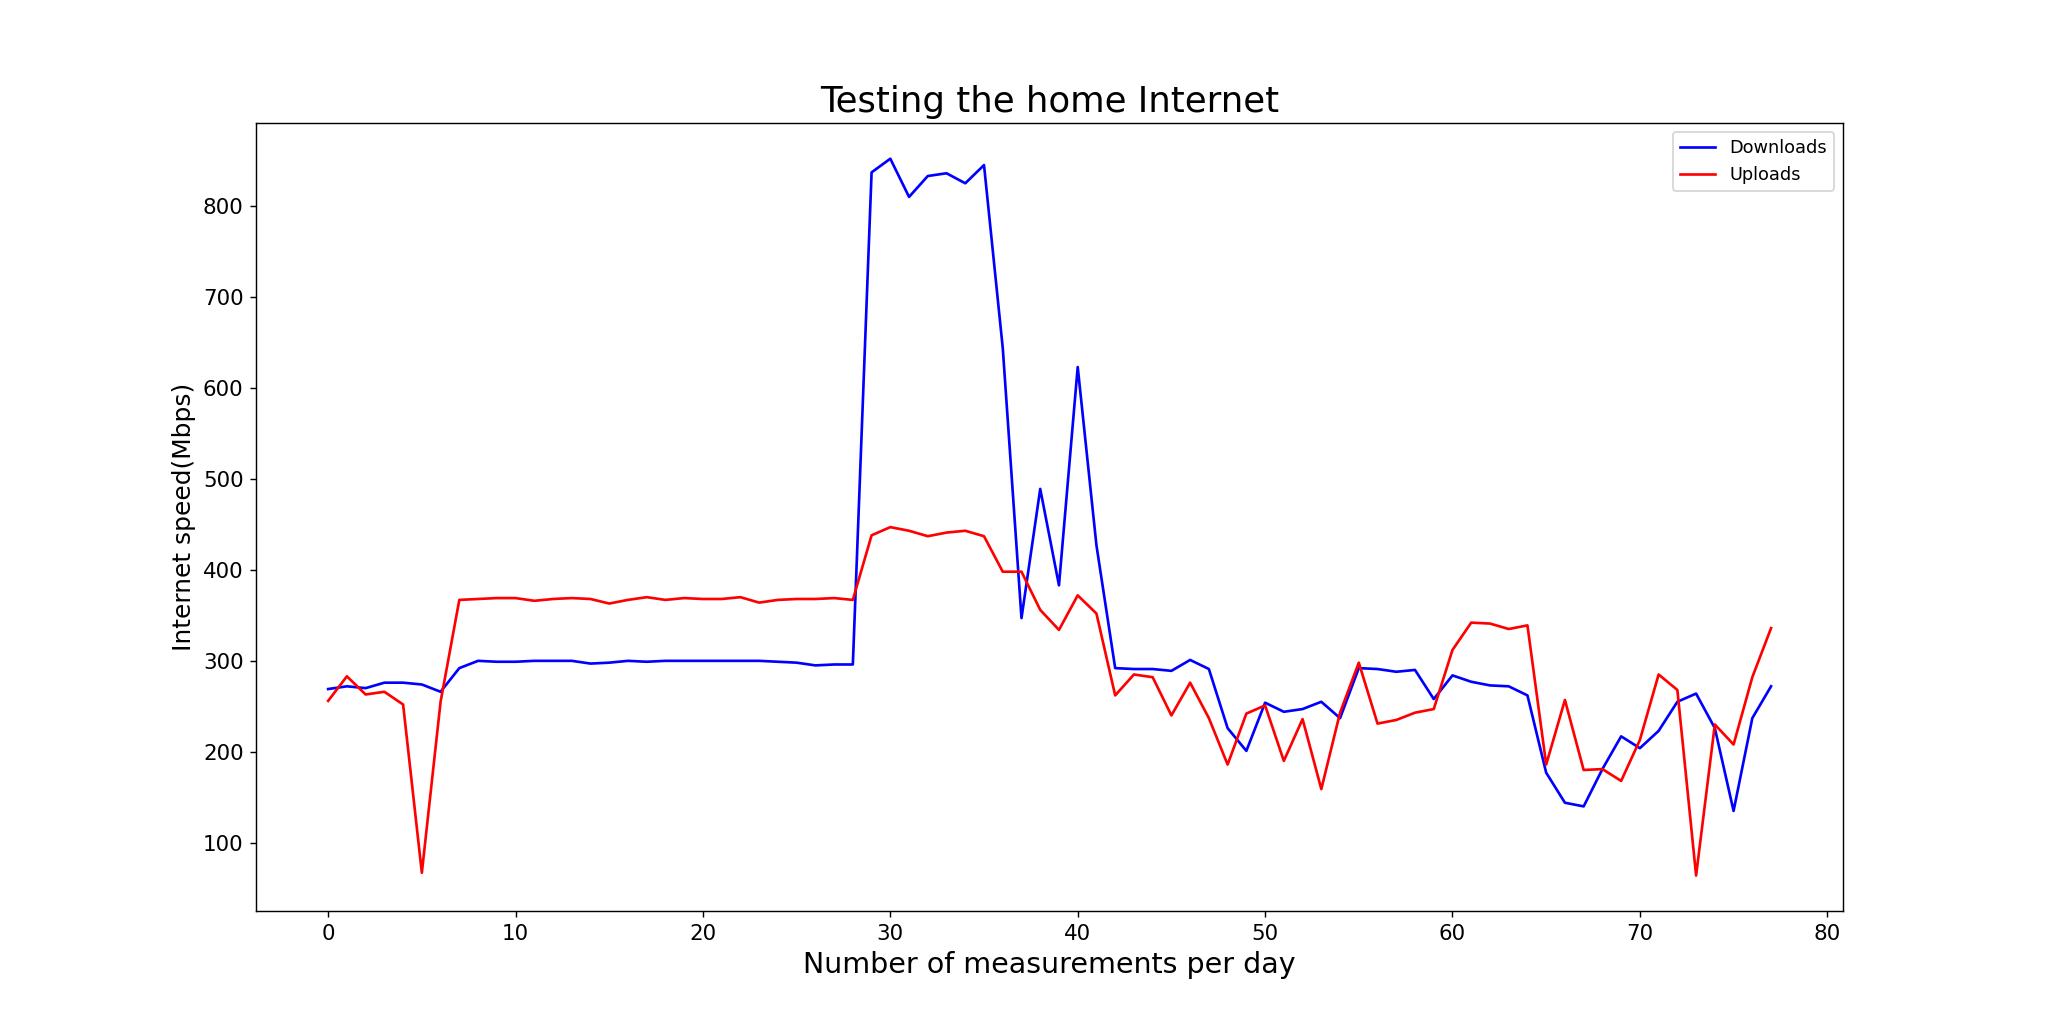 Testing the home Internet
Downloads
Uploads
Internet speed(Mbps)
800
700
600
500
400
300
200
100
0 10 20 30 40 50 60 70 80
Number of measurements per day